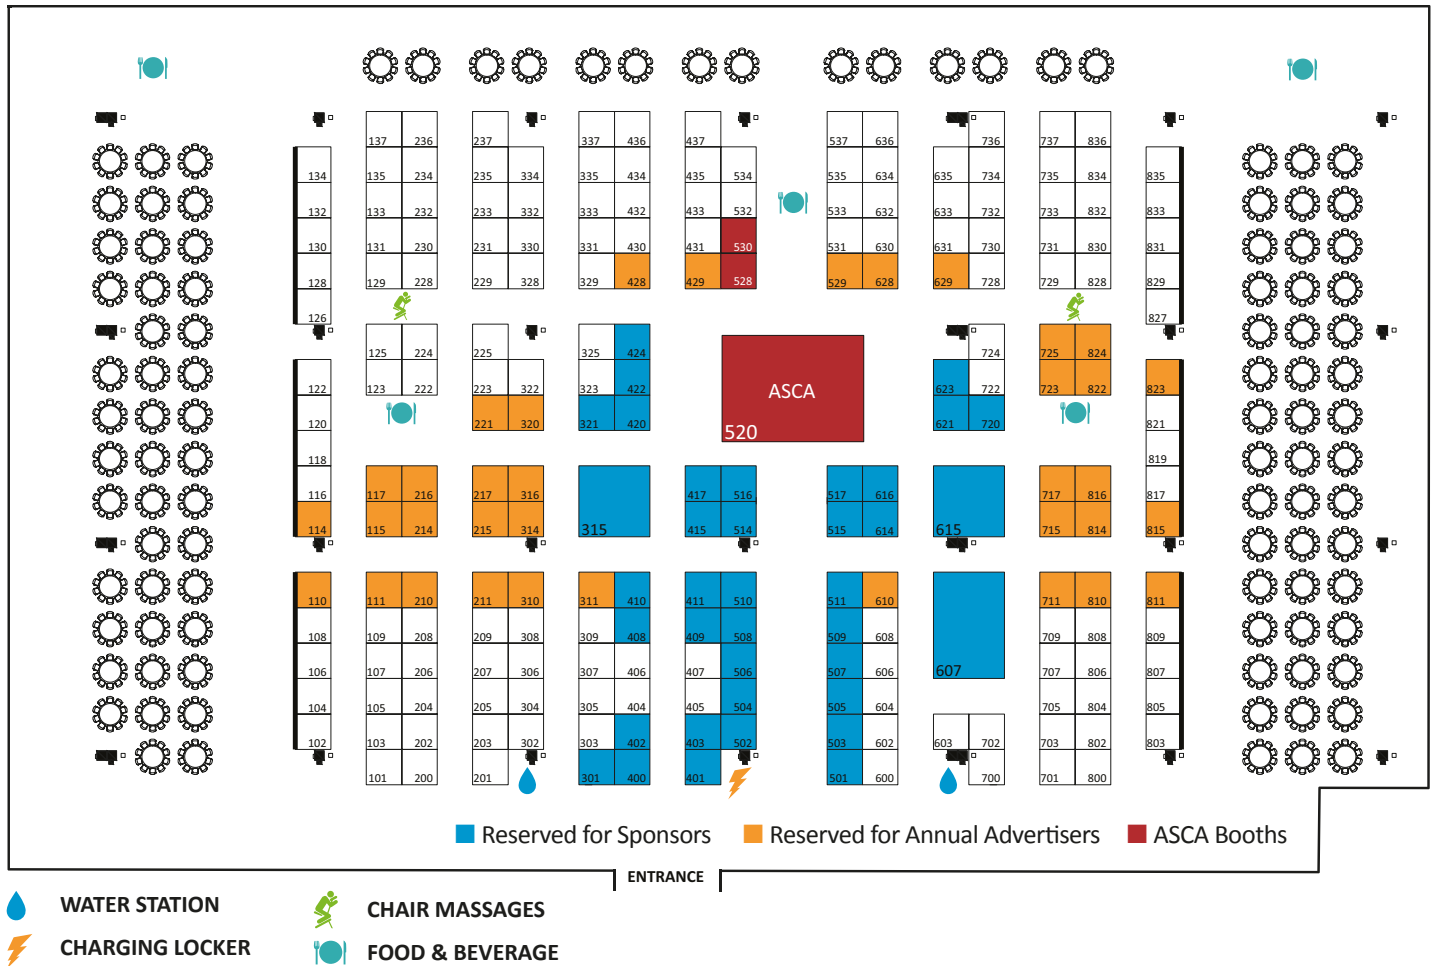 137 236 237 337 436 437 537 636 736 737 836
134 135 234 235 334 335 434 435 534 535 634 635 734 735 834 835
132 133 232 233 332 333 432 433 532 533 632 633 732 733 832 833
130 131 230 231 330 331 430 431 530 531 630 631 730 731 830 831
128 129 228 229 328 329 428 429 528 529 628 629 728 729 828 829
126 827
125 224 225 325 424 724 725 824
122 123 222 223 322 323 422 ASCA 623 722 723 822 823
120 221 320 321 420 520 621 720 821
118 819
116 117 216 217 316 417 516 517 616 717 816 817
114 115 214 215 314 315 415 514 515 614 615 715 814 815
110 111 210 211 310 311 410 411 510 511 610 711 810 811
108 109 208 209 308 309 408 409 508 509 608 709 808 809
106 107 206 207 306 307 406 407 506 507 606 607 707 806 807
104 105 204 205 304 305 404 405 504 505 604 705 804 805
102 103 202 203 302 303 402 403 502 503 602 603 702 703 802 803
101 200 201 301 400 401 501 600 700 701 800
Reserved for Sponsors Reserved for Annual Advertisers ASCA Booths
ENTRANCE
WATER STATION CHAIR MASSAGES
CHARGING LOCKER FOOD & BEVERAGE